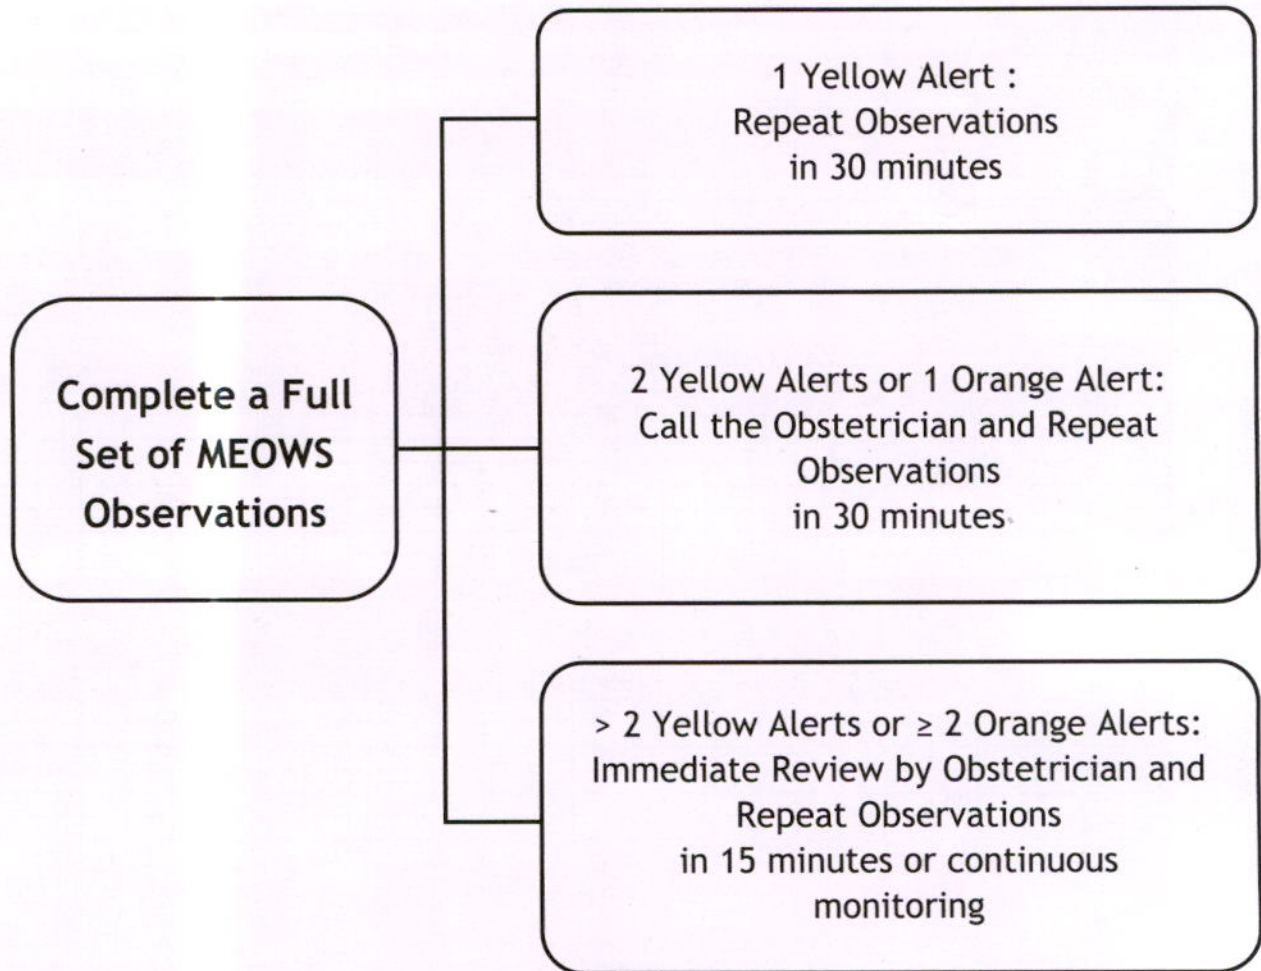 1 Yellow Alert :
Repeat Observations
in 30 minutes
Complete a Full
Set of MEOWS
Observations
2 Yellow Alerts or 1 Orange Alert:
Call the Obstetrician and Repeat
Observations
in 30 minutes
> 2 Yellow Alerts or ≥ 2 Orange Alerts:
Immediate Review by Obstetrician and
Repeat Observations
in 15 minutes or continuous
monitoring